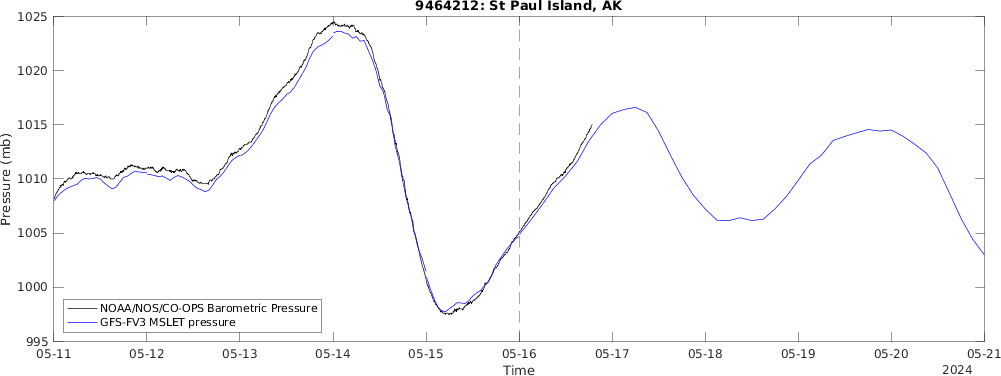 9464212: St Paul Island, AK
Pressure (mb)
1025
1020
1015
1010
1005
1000
995
NOAA/NOS/CO-OPS Barometric Pressure
GFS-FV3 MSLET pressure
05-11 05-12 05-13 05-14 05-15 05-16 05-17 05-18 05-19 05-20 05-21
Time
2024